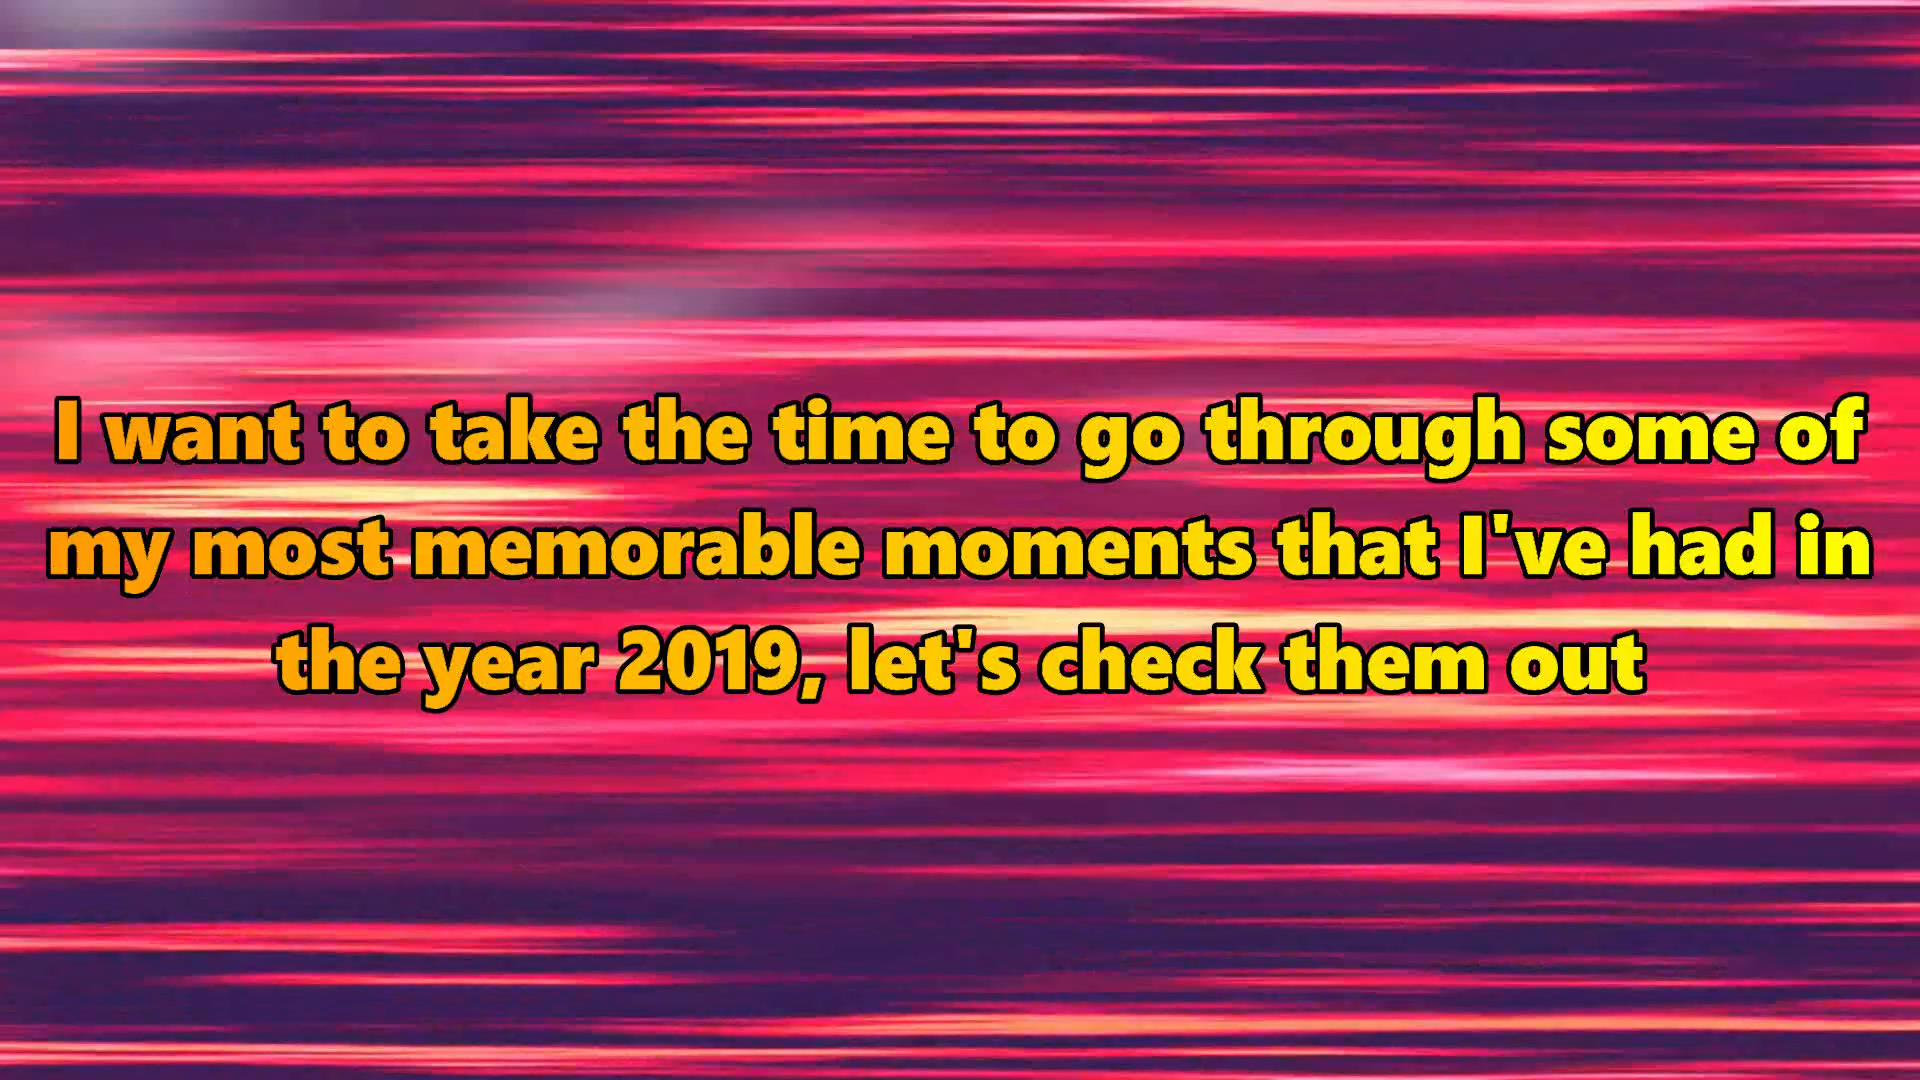 I want to take the time to go through some of
my most memorable moments that I've had in
the year 2019, let's check them out